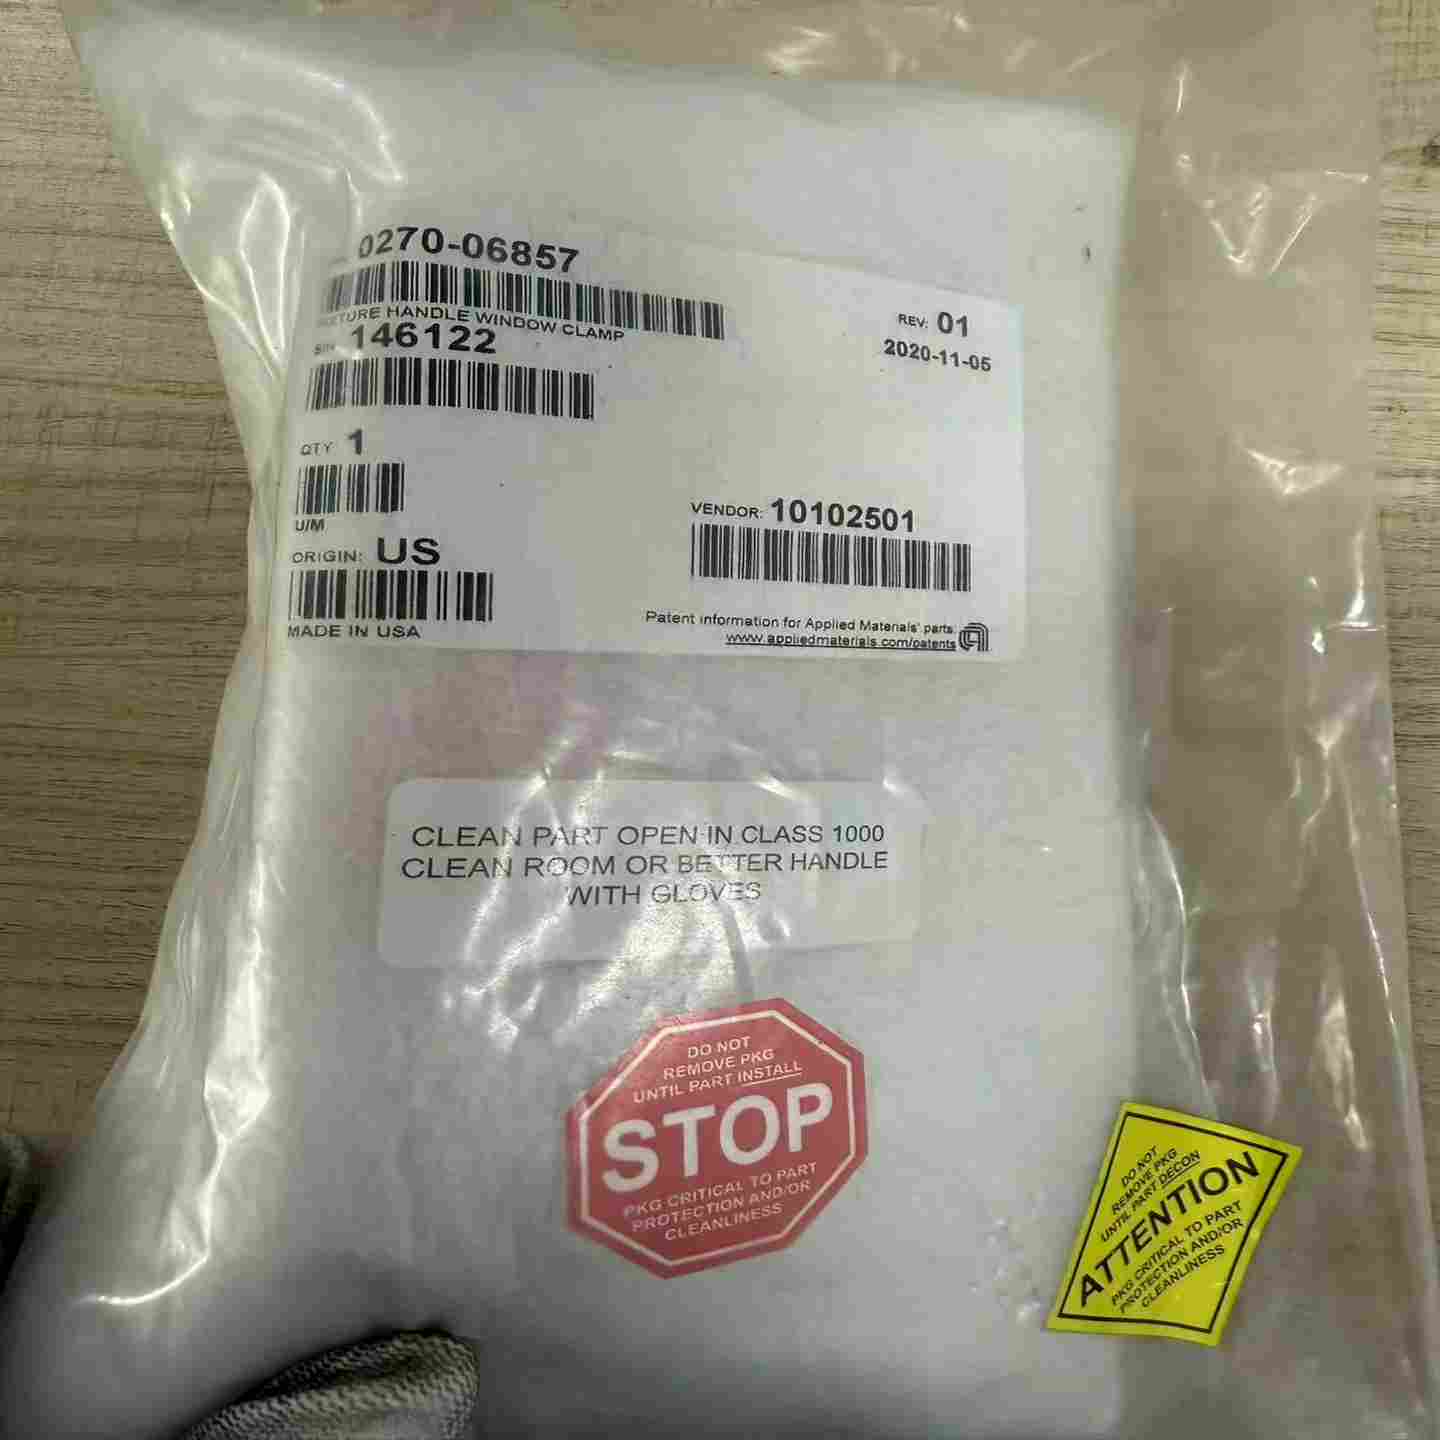 0270-06857
HANDLE WINDOW CLAMP
S/N: 146122
REV: 01
2020-11-05
QTY 1
U/M
ORIGIN: US
MADE IN USA
VENDOR: 10102501
Patent information for Applied Materials' parts,
www.appliedmaterials.com/patents
CLEAN PART OPEN IN CLASS 1000
CLEAN ROOM OR BETTER HANDLE
WITH GLOVES
DO NOT
REMOVE PKG
UNTIL PART INSTALL
STOP
PKG CRITICAL TO PART
PROTECTION AND/OR
CLEANLINESS
DO NOT
REMOVE PKG
UNTIL PART DECON
ATTENTION
PKG CRITICAL TO PART
PROTECTION AND/OR
CLEANLINESS